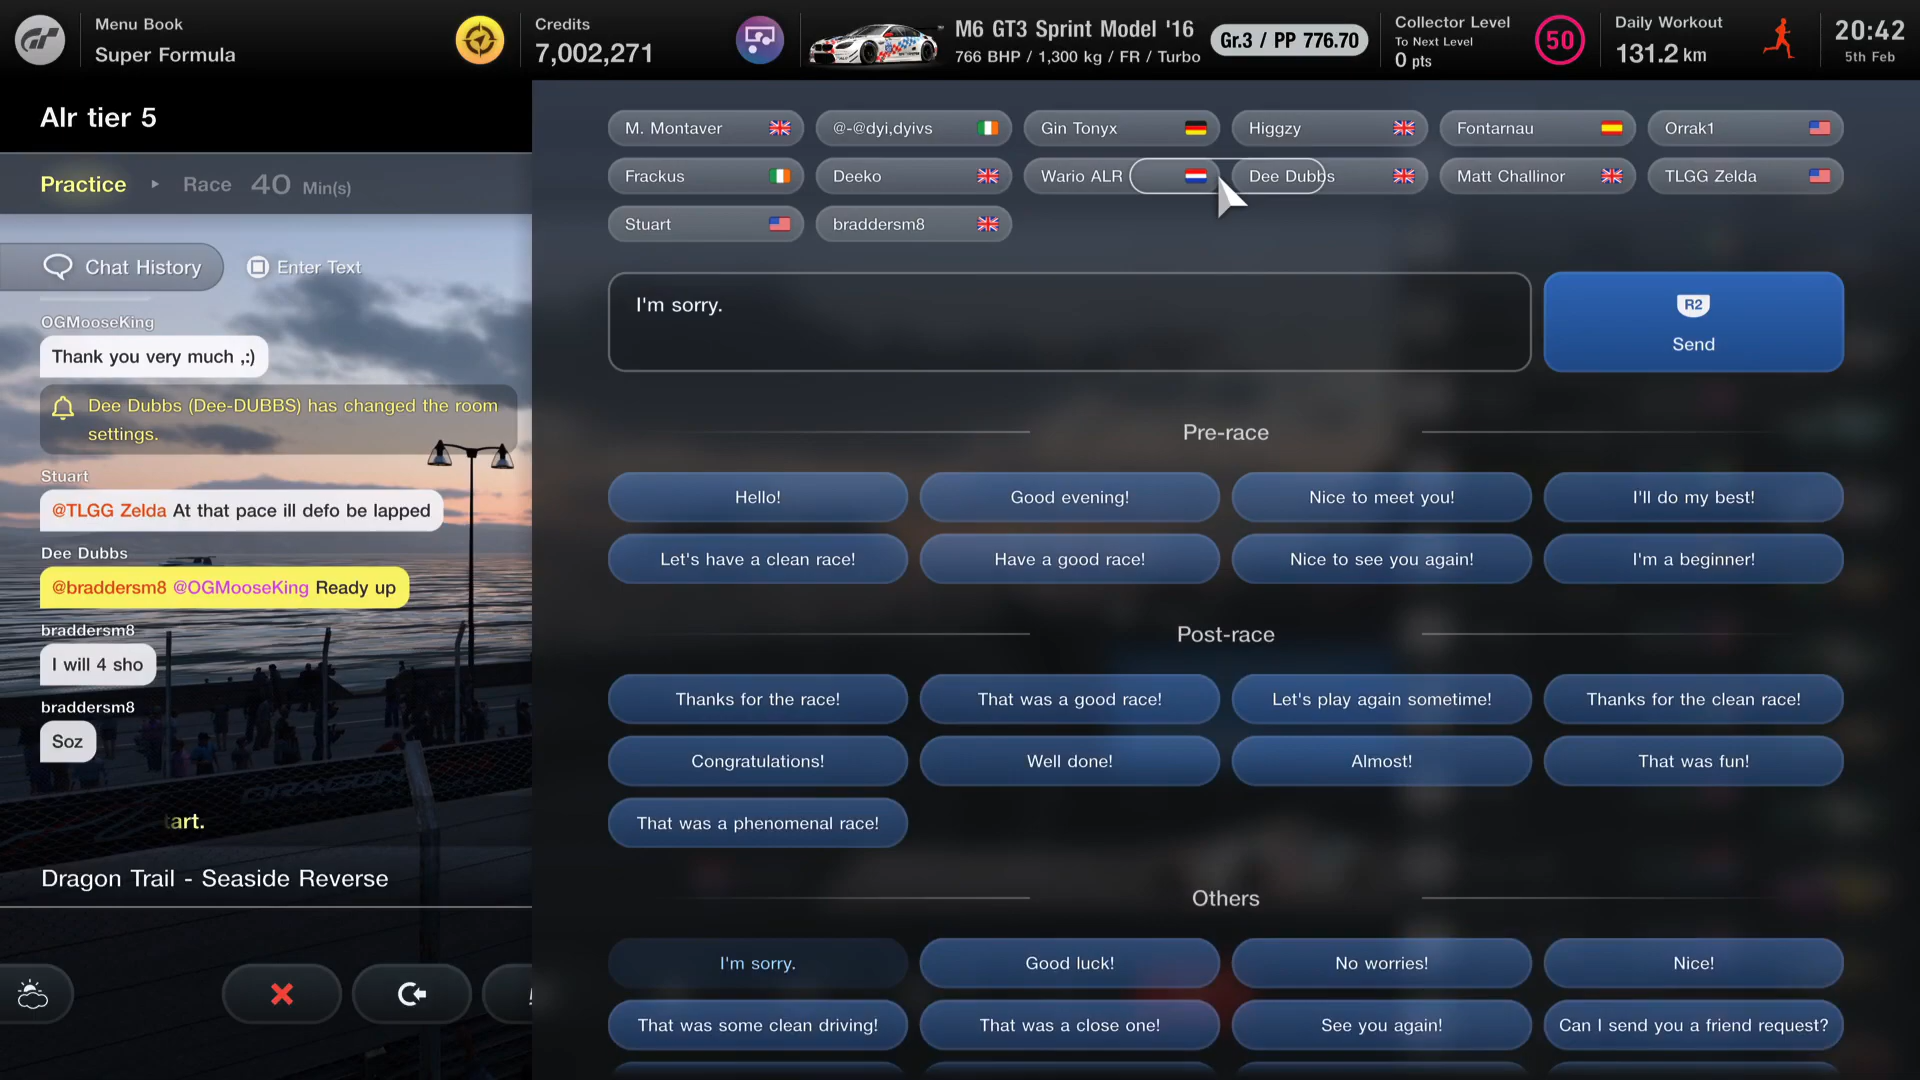 Menu Book
Super Formula
Credits
7,002,271
M6 GT3 Sprint Model '16
766 BHP / 1,300 kg / FR / Turbo
Gr.3 / PP 776.70
Collector Level
To Next Level
0 pts
50
Daily Workout
131.2 km
20:42
5th Feb
Alr tier 5
Practice
Race 40 Min(s)
Chat History
Enter Text
OGMooseKing
Thank you very much ,:)
Dee Dubbs (Dee-DUBBS) has changed the room
settings.
Stuart
@TLGG Zelda At that pace ill defo be lapped
Dee Dubbs
@braddersm8 @OGMooseKing Ready up
braddersm8
I will 4 sho
braddersm8
Soz
tart.
Dragon Trail - Seaside Reverse
M. Montaver
@-@dyi,dyivs
Gin Tonyx
Higgzy
Fontarnau
Orrak1
Frackus
Deeko
Wario ALR
Dee Dubbs
Matt Challinor
TLGG Zelda
Stuart
braddersm8
I'm sorry.
R2
Send
Pre-race
Hello!
Good evening!
Nice to meet you!
I'll do my best!
Let's have a clean race!
Have a good race!
Nice to see you again!
I'm a beginner!
Post-race
Thanks for the race!
That was a good race!
Let's play again sometime!
Thanks for the clean race!
Congratulations!
Well done!
Almost!
That was fun!
That was a phenomenal race!
Others
I'm sorry.
Good luck!
No worries!
Nice!
That was some clean driving!
That was a close one!
See you again!
Can I send you a friend request?